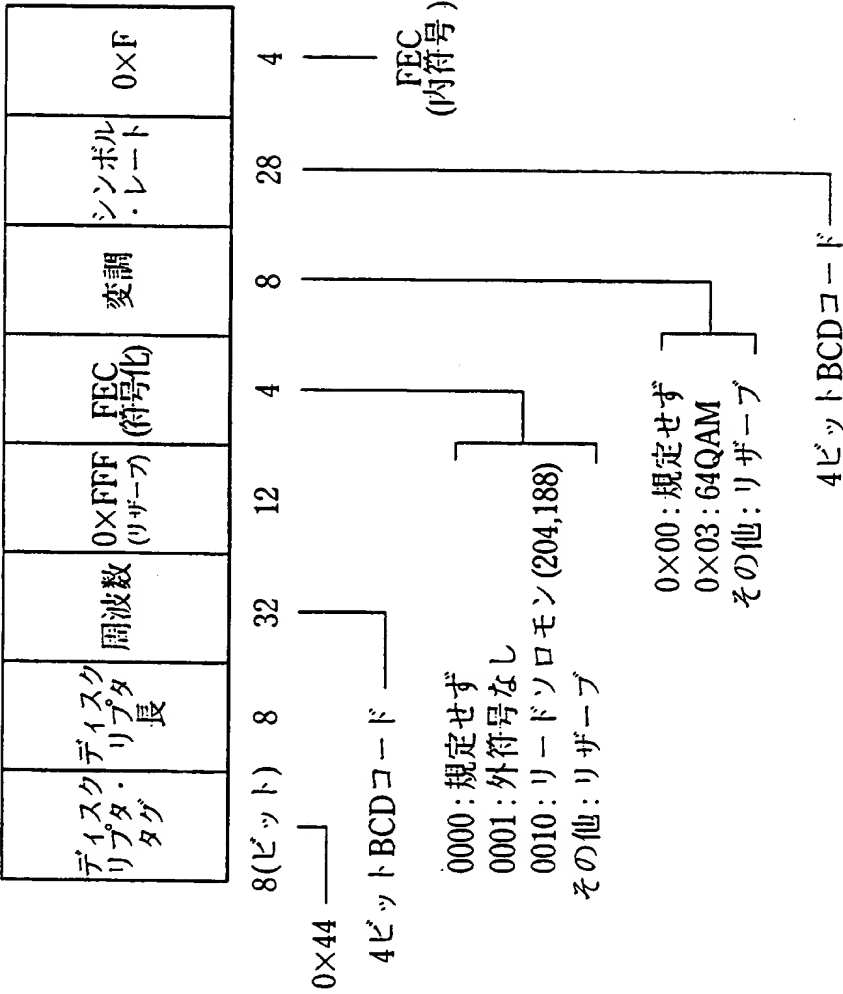 ディスク
リプタ・
タグ
ディスク
リプタ
長
周波数
0×FFF
(リザーブ)
FEC
(符号化)
変調
シンボル
・レート
0×F
8(ビット)
8
32
12
4
8
28
4
0×44
4ビットBCDコード
0000:規定せず
0001:外符号なし
0010:リードソロモン(204,188)
その他:リザーブ
0×00:規定せず
0×03:64QAM
その他:リザーブ
4ビットBCDコード
FEC
(内符号)